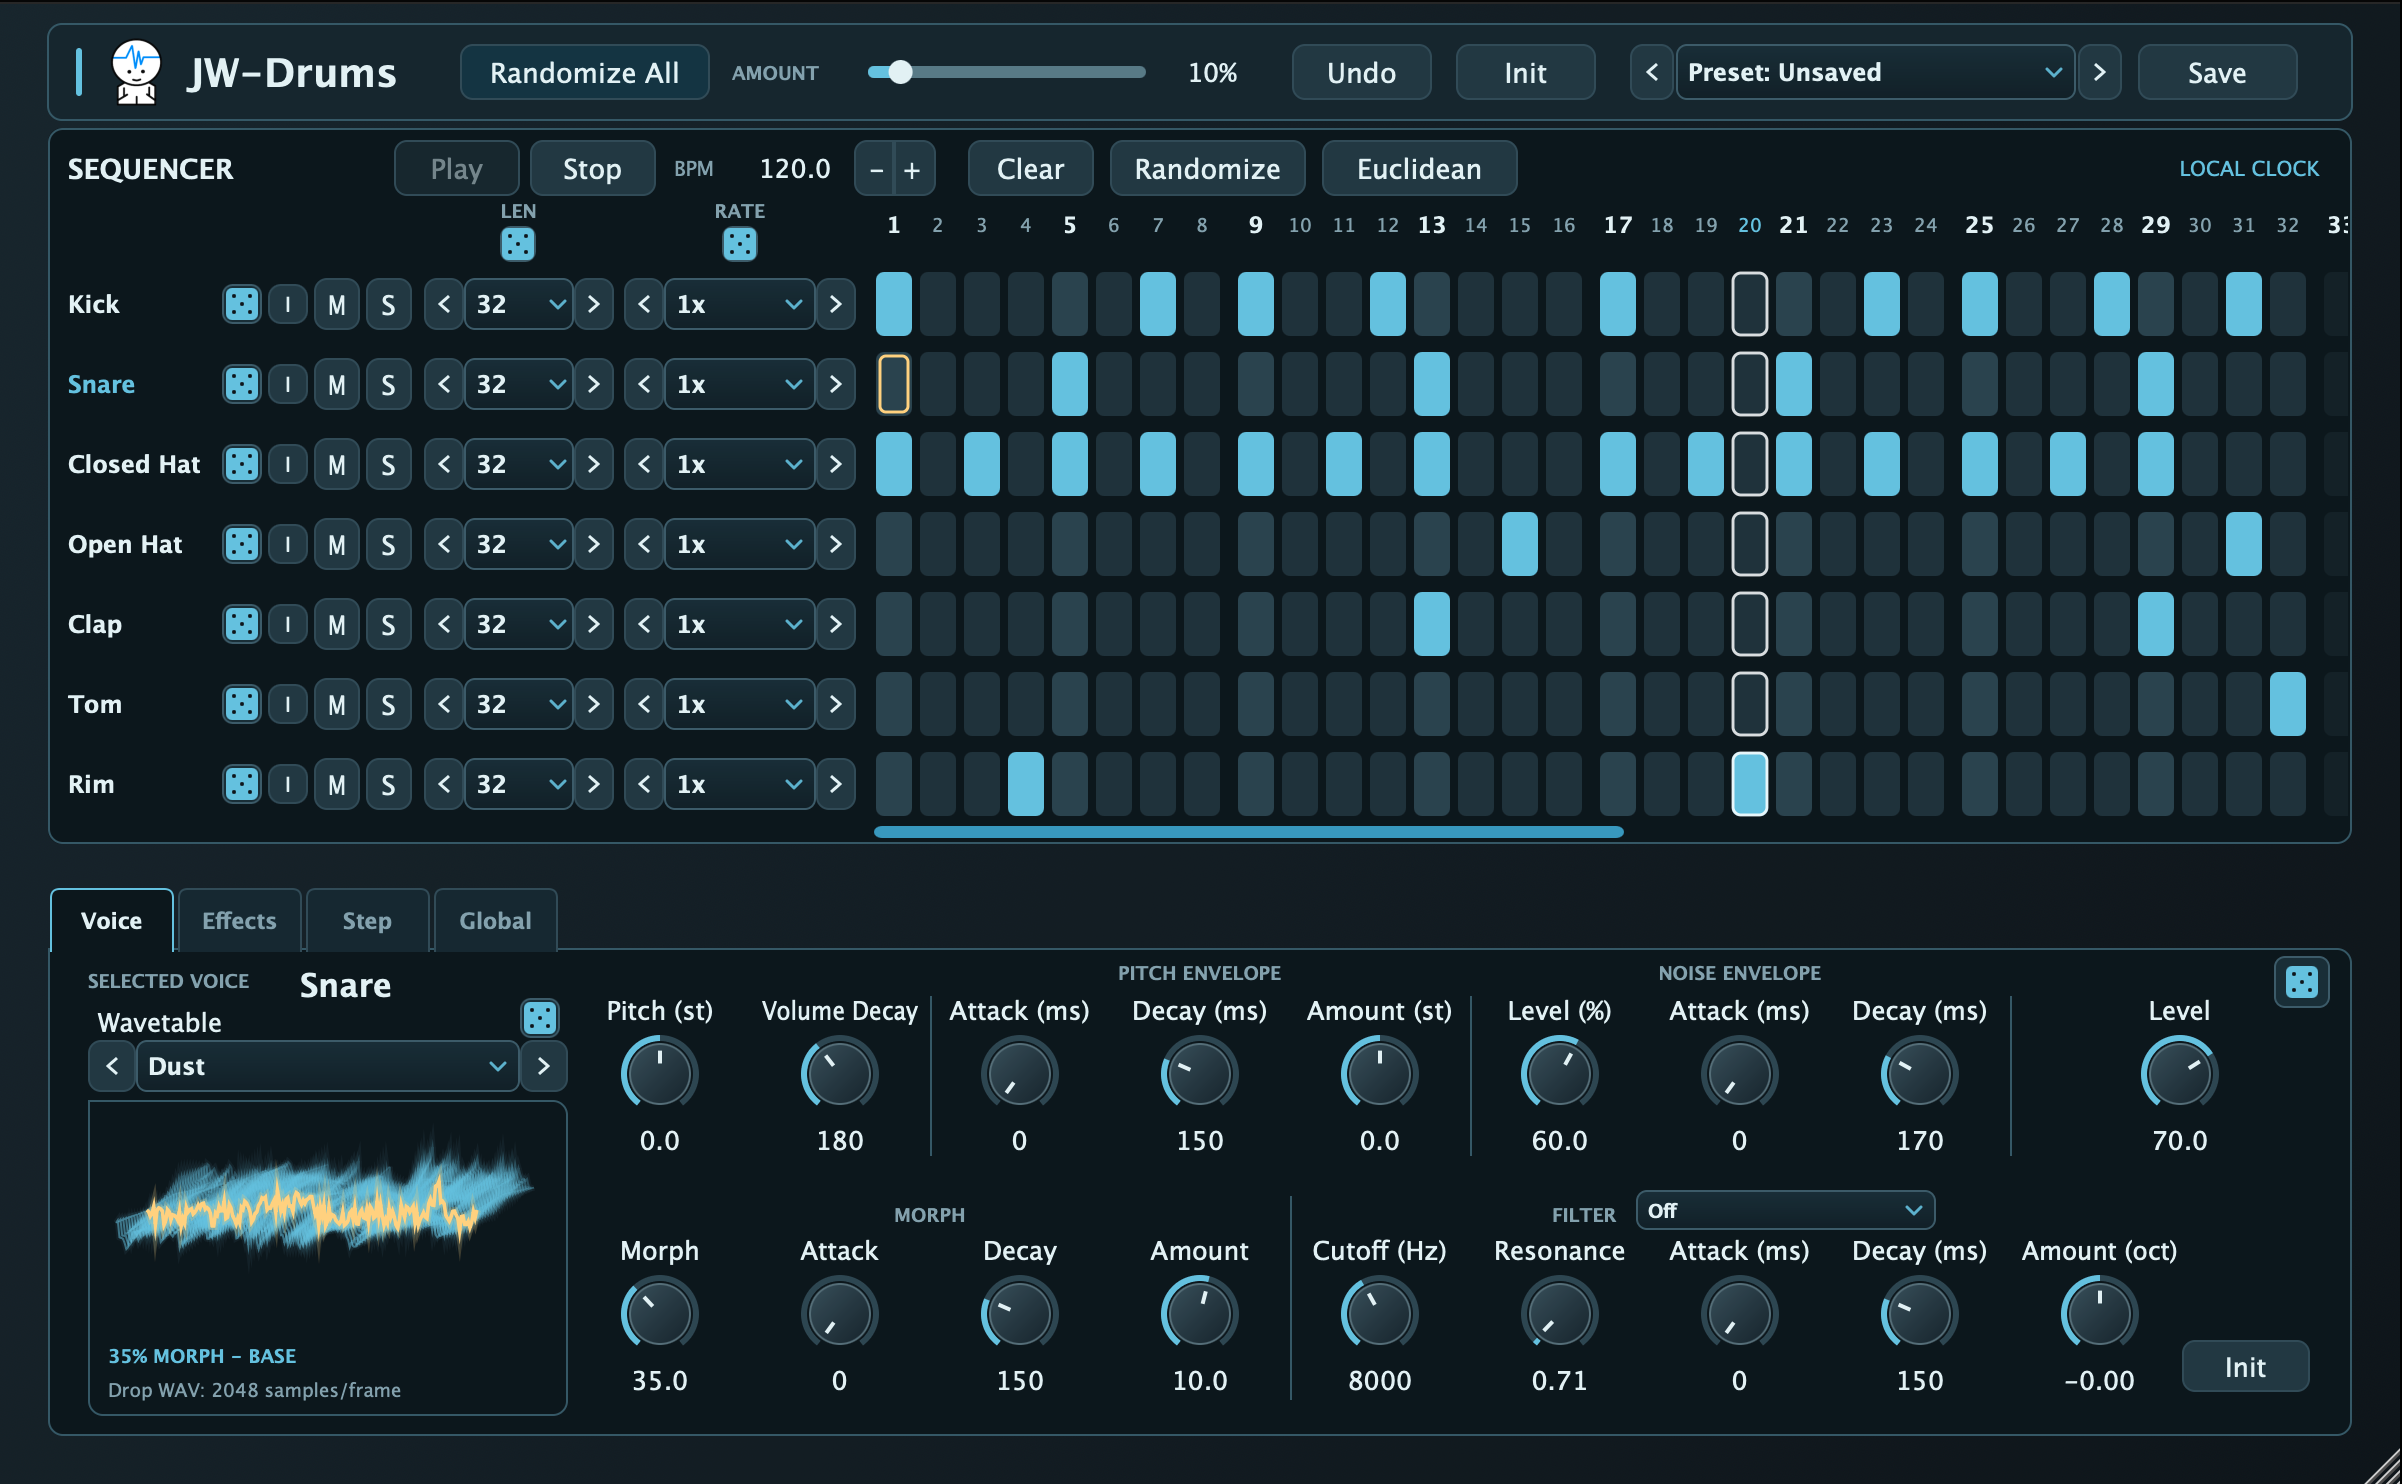 JW-Drums Randomize All AMOUNT 10% Undo Init < Preset: Unsaved > Save
SEQUENCER Play Stop BPM 120.0 - + Clear Randomize Euclidean LOCAL CLOCK
LEN RATE 1 2 3 4 5 6 7 8 9 10 11 12 13 14 15 16 17 18 19 20 21 22 23 24 25 26 27 28 29 30 31 32
Kick I M S < 32 > < 1x >
Snare I M S < 32 > < 1x >
Closed Hat I M S < 32 > < 1x >
Open Hat I M S < 32 > < 1x >
Clap I M S < 32 > < 1x >
Tom I M S < 32 > < 1x >
Rim I M S < 32 > < 1x >
Voice Effects Step Global
SELECTED VOICE Snare
Wavetable
< Dust >
35% MORPH - BASE
Drop WAV: 2048 samples/frame
PITCH ENVELOPE NOISE ENVELOPE
Pitch (st) Volume Decay Attack (ms) Decay (ms) Amount (st) Level (%) Attack (ms) Decay (ms) Level
0.0 180 0 150 0.0 60.0 0 170 70.0
MORPH FILTER Off
Morph Attack Decay Amount Cutoff (Hz) Resonance Attack (ms) Decay (ms) Amount (oct)
35.0 0 150 10.0 8000 0.71 0 150 -0.00
Init